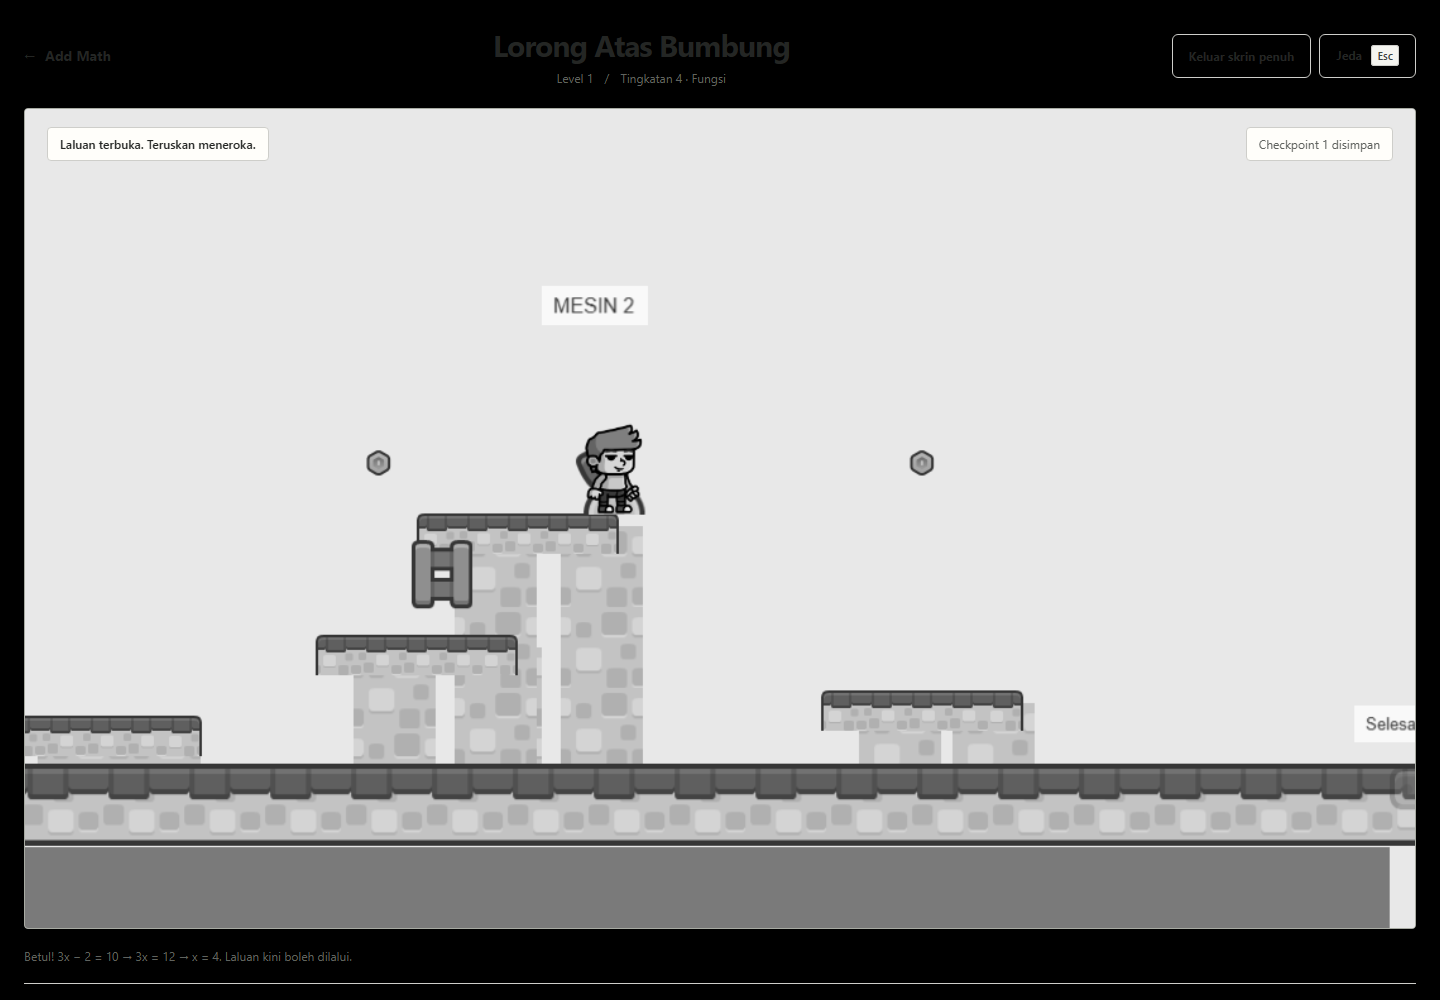 ← Add Math
Lorong Atas Bumbung
Level 1 / Tingkatan 4 · Fungsi
Keluar skrin penuh
Jeda Esc
Laluan terbuka. Teruskan meneroka.
Checkpoint 1 disimpan
MESIN 2
Selesa
Betul! 3x − 2 = 10 → 3x = 12 → x = 4. Laluan kini boleh dilalui.